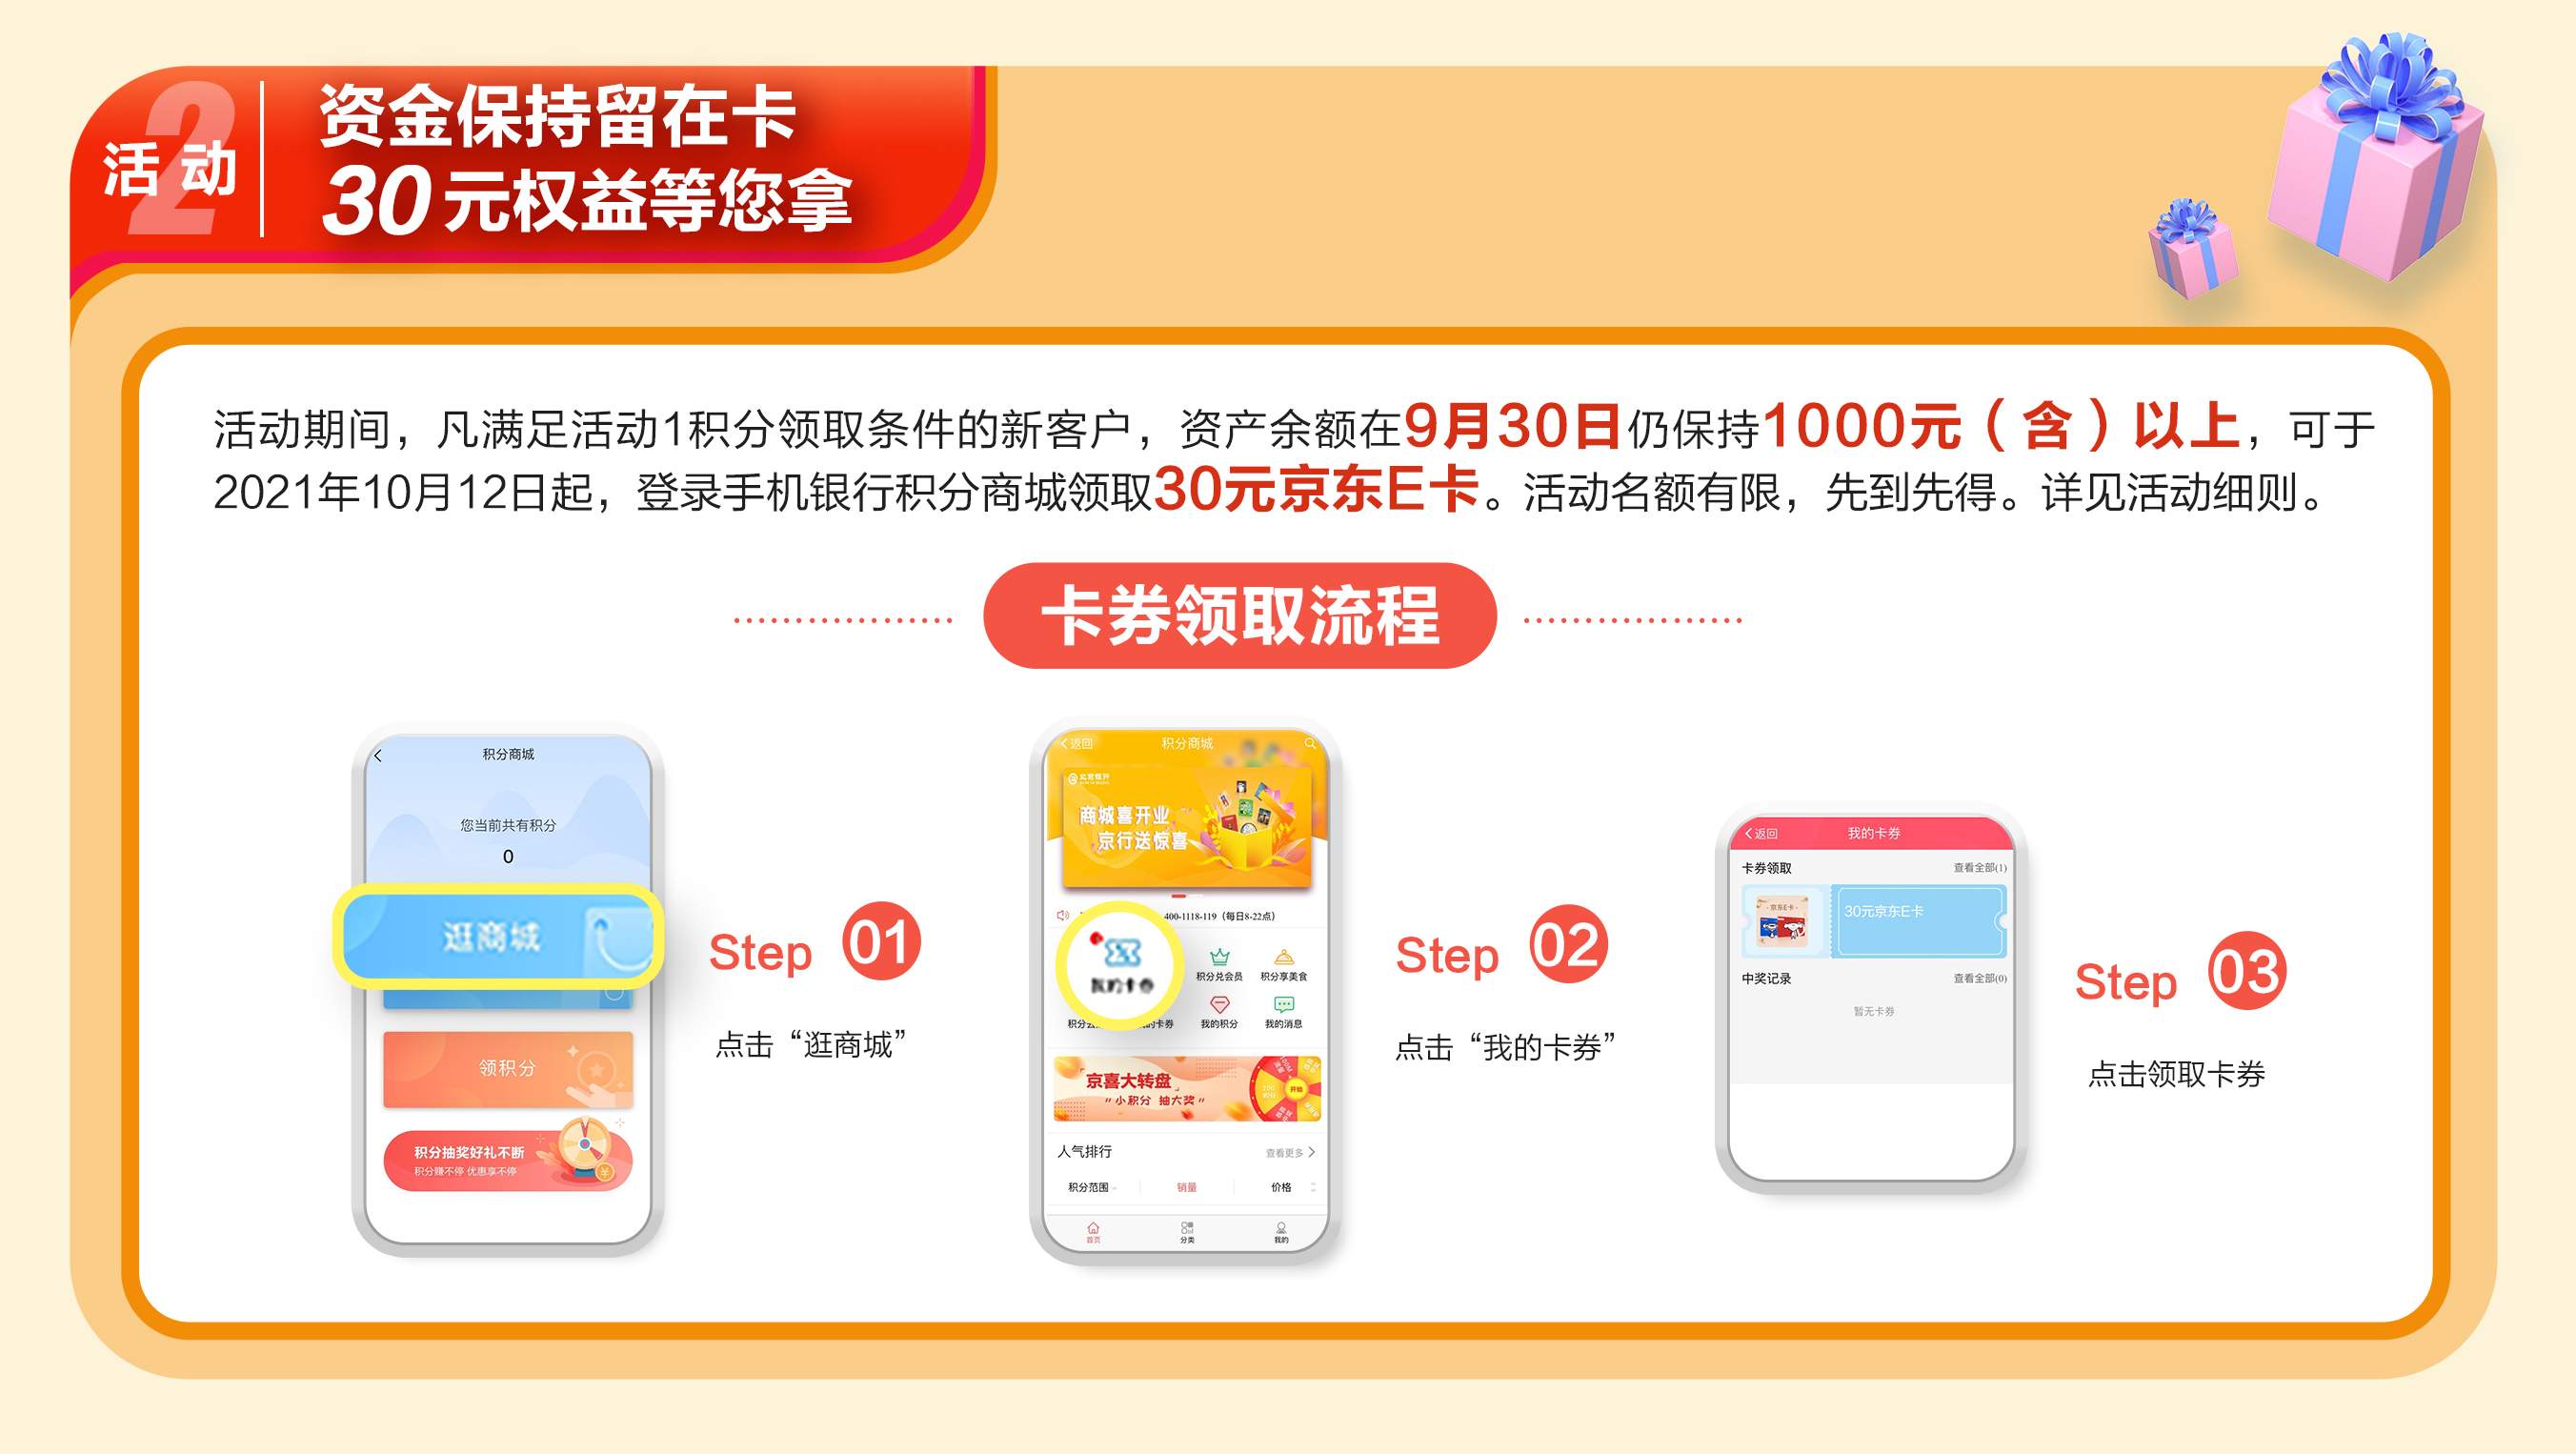 2
活动
资金保持留在卡
30元权益等您拿
活动期间，凡满足活动1积分领取条件的新客户，资产余额在9月30日仍保持1000元（含）以上，可于
2021年10月12日起，登录手机银行积分商城领取30元京东E卡。活动名额有限，先到先得。详见活动细则。
卡券领取流程
积分商城
您当前共有积分
0
逛商城
领积分
积分抽奖好礼不断
积分赚不停 优惠享不停
Step 01
点击“逛商城”
返回 积分商城
北京银行
商城喜开业
京行送惊喜
400-1118-119（每日8-22点）
我的卡券
积分兑会员 积分享美食
积分 的卡券 我的积分 我的消息
京喜大转盘
"小积分 抽大奖"
开始
人气排行 查看更多
积分范围 销量 价格
首页 分类 我的
Step 02
点击“我的卡券”
返回 我的卡券
卡券领取 查看全部(1)
京东E卡
30元京东E卡
中奖记录 查看全部(0)
暂无卡券
Step 03
点击领取卡券